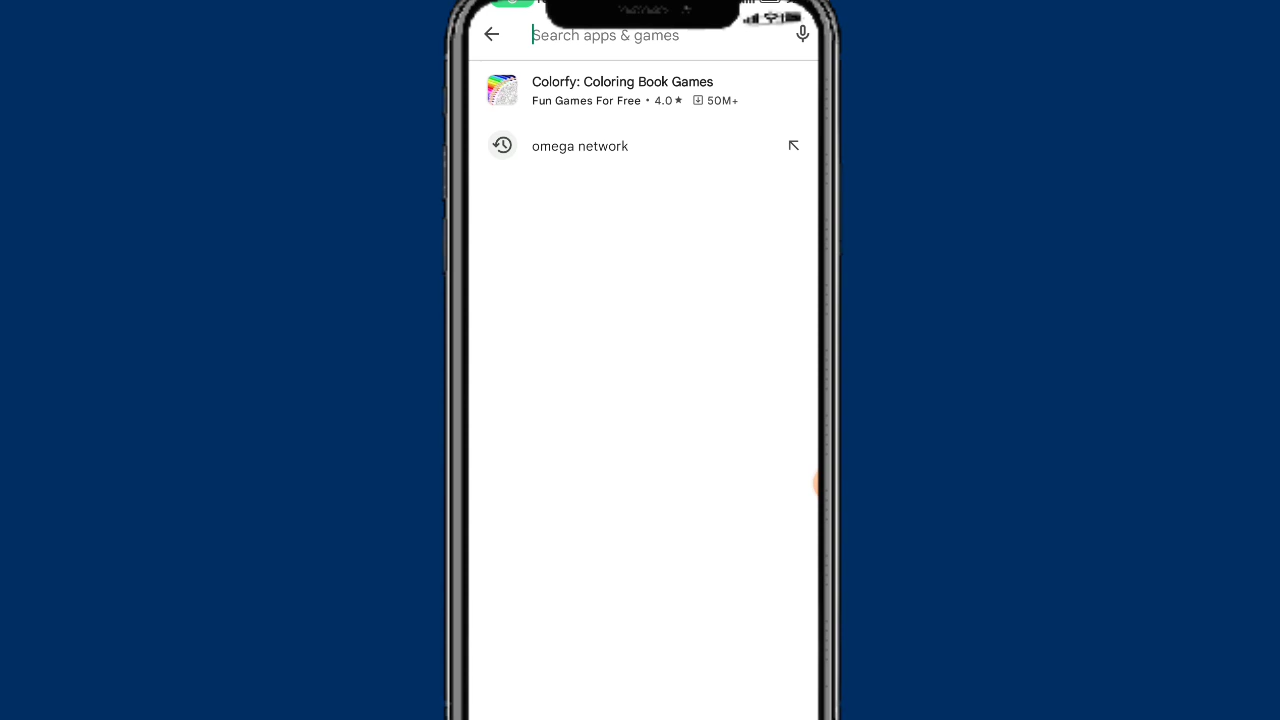 Search apps & games
Colorfy: Coloring Book Games
Fun Games For Free • 4.0★ 50M+
omega network